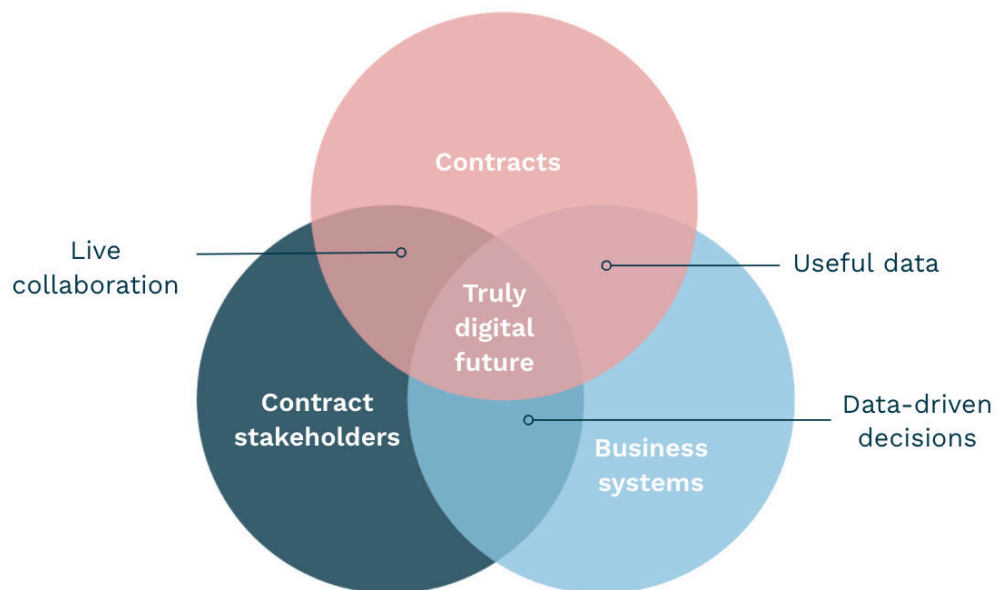 Contracts
Live
collaboration
Useful data
Truly
digital
future
Contract
stakeholders
Data-driven
decisions
Business
systems